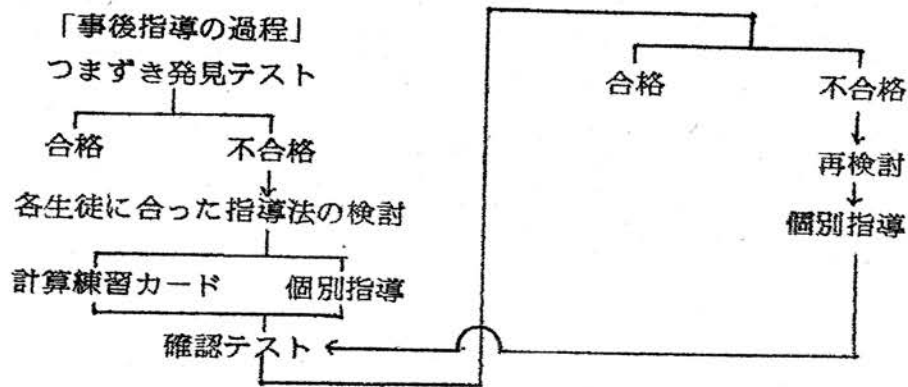 「事後指導の過程」
つまずき発見テスト
合格 不合格
各生徒に合った指導法の検討
計算練習カード 個別指導
確認テスト
合格 不合格
再検討
個別指導